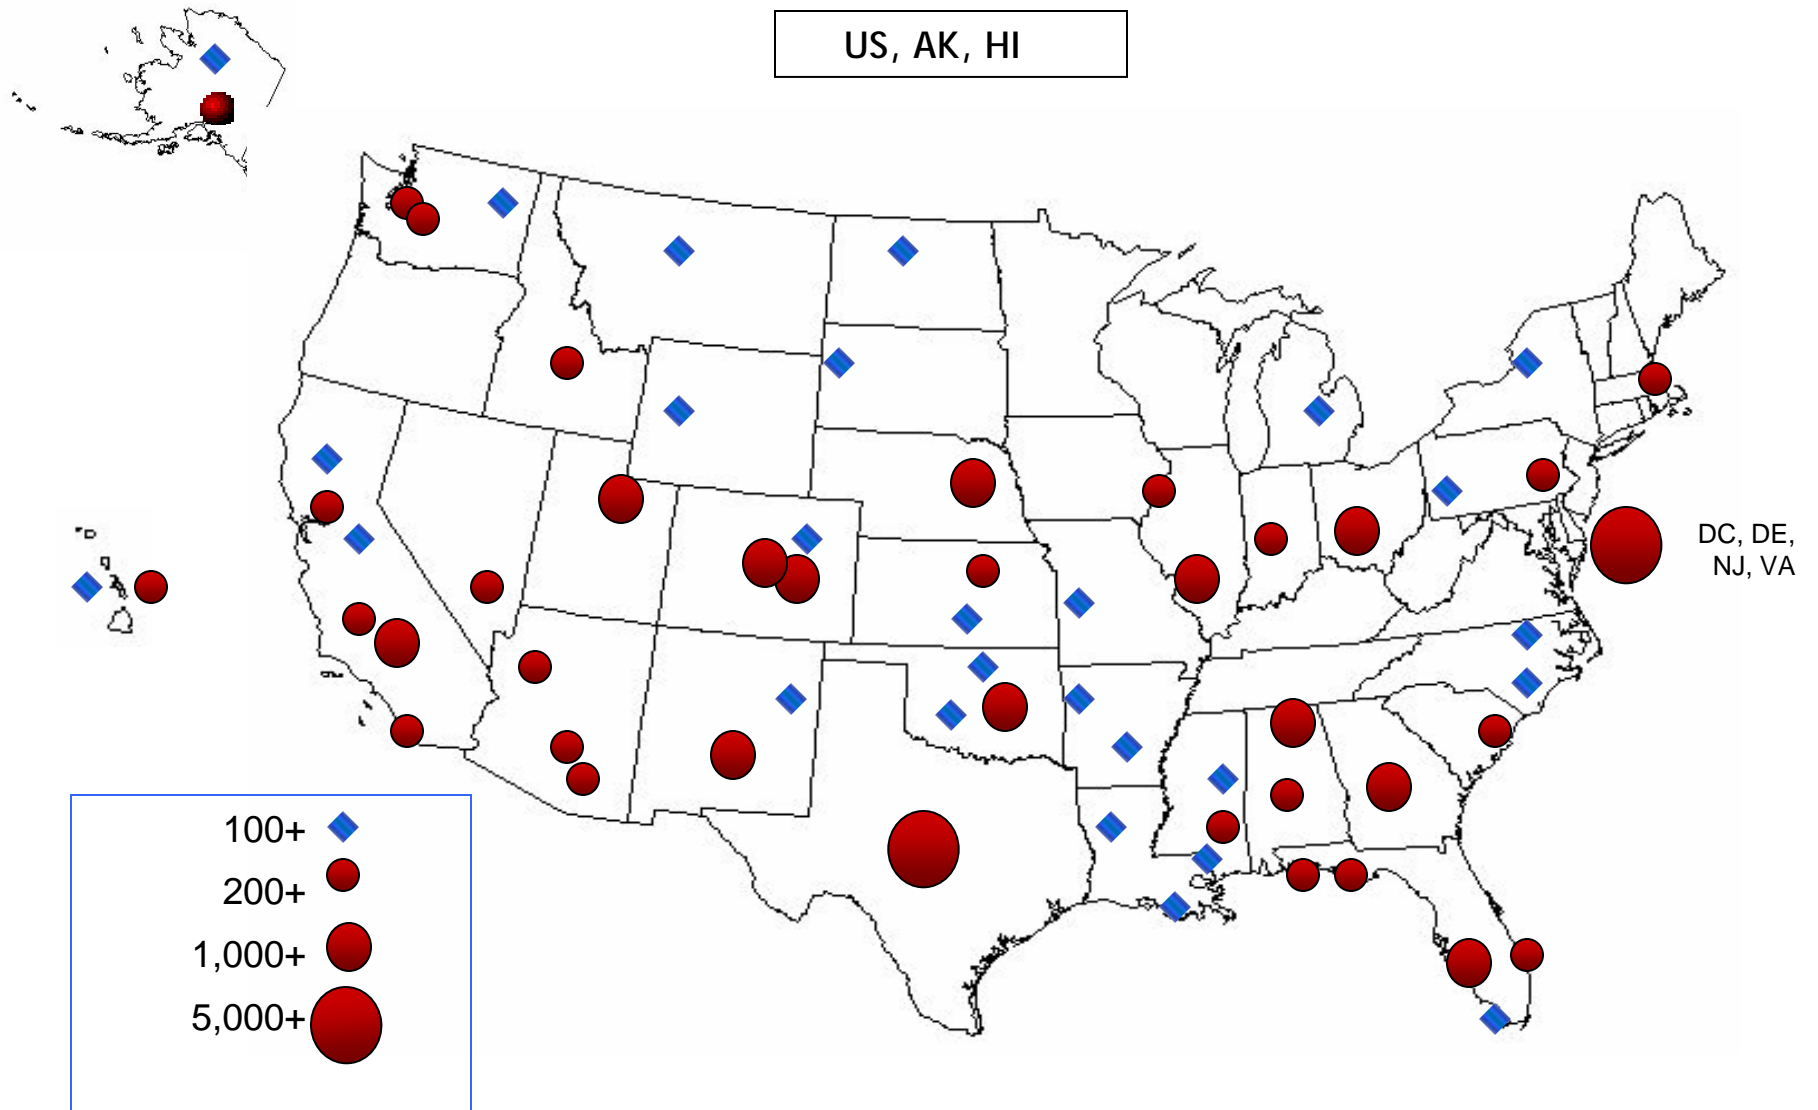 US, AK, HI
DC, DE,
NJ, VA
100+
200+
1,000+
5,000+